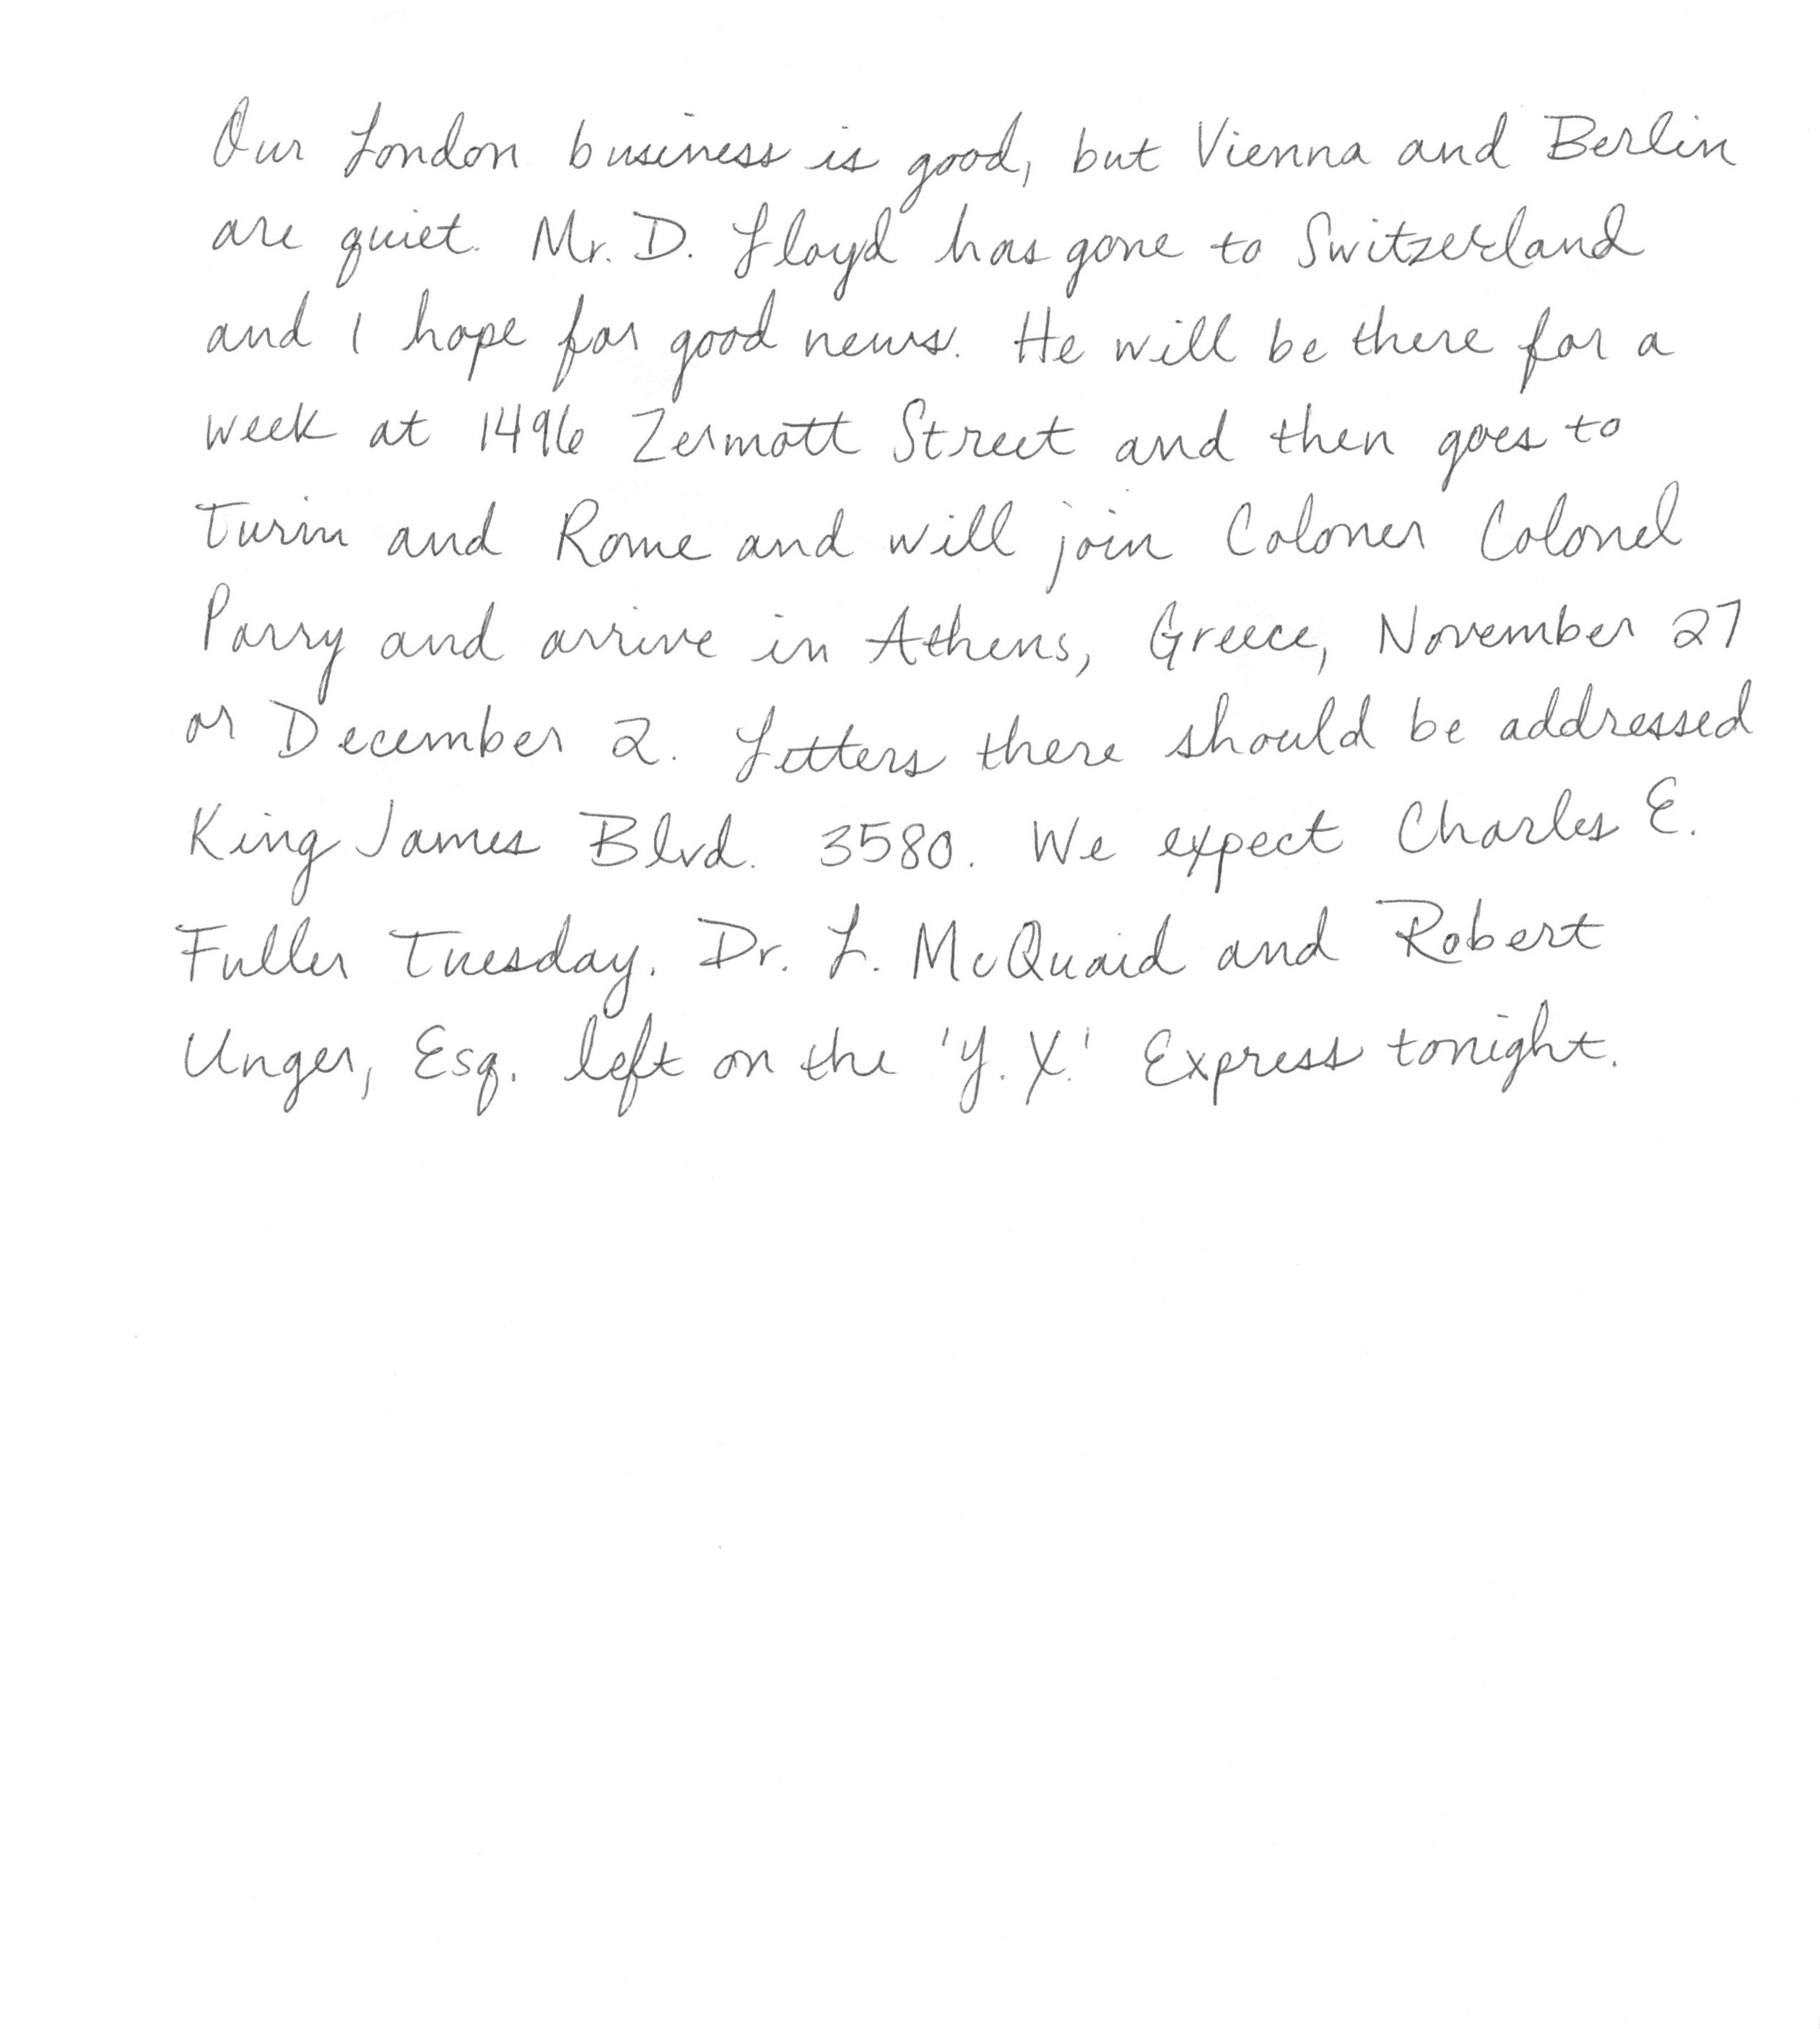 Our London business is good, but Vienna and Berlin
are quiet. Mr. D. Lloyd has gone to Switzerland
and I hope for good news. He will be there for a
week at 1496 Zermott Street and then goes to
Turin and Rome and will join Coloner Colonel
Parry and arrive in Athens, Greece, November 27
or December 2. Letters there should be addressed
King James Blvd. 3580. We expect Charles E.
Fuller Tuesday. Dr. L. McQuaid and Robert
Unger, Esq. left on the 'Y.X.' Express tonight.